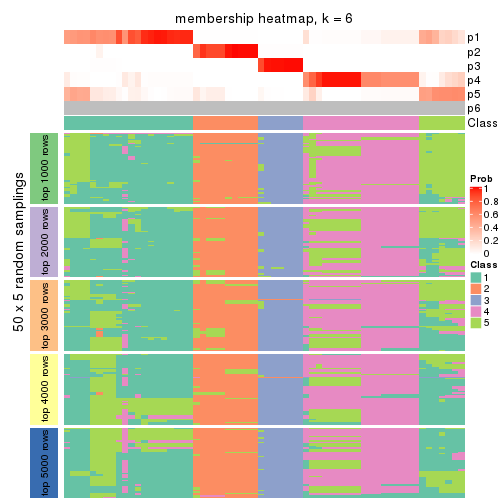 membership heatmap, k = 6
p1
p2
p3
p4
p5
p6
Class
50 x 5 random samplings
top 1000 rows
top 2000 rows
top 3000 rows
top 4000 rows
top 5000 rows
Prob
1
0.8
0.6
0.4
0.2
0
Class
1
2
3
4
5